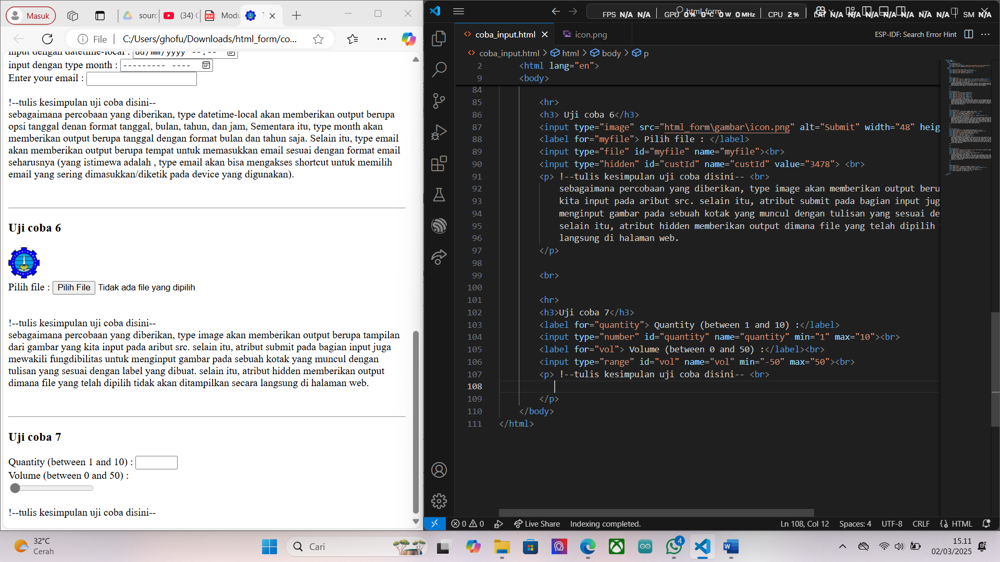 Masuk
sourc
(34) C
Modu
File
C:/Users/ghofu/Downloads/html_form/co...
input dengan datetime-local : dd/mm/yyyy --:--
input dengan type month : --------- ----
Enter your email :
!--tulis kesimpulan uji coba disini--
sebagaimana percobaan yang diberikan, type datetime-local akan memberikan output berupa
opsi tanggal denan format tanggal, bulan, tahun, dan jam, Sementara itu, type month akan
memberikan output berupa tanggal dengan format bulan dan tahun saja. Selain itu, type email
akan memberikan output berupa tempat untuk memasukkan email sesuai dengan format email
seharusnya (yang istimewa adalah , type email akan bisa mengakses shortcut untuk memilih
email yang sering dimasukkan/diketik pada device yang digunakan).
Uji coba 6
Pilih file : Pilih File Tidak ada file yang dipilih
!--tulis kesimpulan uji coba disini--
sebagaimana percobaan yang diberikan, type image akan memberikan output berupa tampilan
dari gambar yang kita input pada aribut src. selain itu, atribut submit pada bagian input juga
mewakili fungdibilitas untuk menginput gambar pada sebuah kotak yang muncul dengan
tulisan yang sesuai dengan label yang dibuat. selain itu, atribut hidden memberikan output
dimana file yang telah dipilih tidak akan ditampilkan secara langsung di halaman web.
Uji coba 7
Quantity (between 1 and 10) :
Volume (between 0 and 50) :
!--tulis kesimpulan uji coba disini--
html_form
FPS N/A N/A GPU 0 % 0 °C 0 W 0 MHz CPU 2 % LAT N/A N/A N/A N/A N/A N/A N/A SM N/A
coba_input.html
icon.png
ESP-IDF: Search Error Hint
coba_input.html > html > body > p
2 <html lang="en">
9 <body>
84
85 <hr>
86 <h3> Uji coba 6</h3>
87 <input type="image" src="html_form\gambar\icon.png" alt="Submit" width="48" heig
88 <label for="myfile"> Pilih file : </label>
89 <input type="file" id="myfile" name="myfile"><br>
90 <input type="hidden" id="custId" name="custId" value="3478"> <br>
91 <p> !--tulis kesimpulan uji coba disini-- <br>
92 sebagaimana percobaan yang diberikan, type image akan memberikan output beru
93 kita input pada aribut src. selain itu, atribut submit pada bagian input jug
94 menginput gambar pada sebuah kotak yang muncul dengan tulisan yang sesuai de
95 selain itu, atribut hidden memberikan output dimana file yang telah dipilih
96 langsung di halaman web.
97 </p>
98
99 <br>
100
101 <hr>
102 <h3>Uji coba 7</h3>
103 <label for="quantity"> Quantity (between 1 and 10) :</label>
104 <input type="number" id="quantity" name="quantity" min="1" max="10"><br>
105 <label for="vol"> Volume (between 0 and 50) :</label><br>
106 <input type="range" id="vol" name="vol" min="-50" max="50"><br>
107 <p> !--tulis kesimpulan uji coba disini-- <br>
108
109 </p>
110 </body>
111 </html>
0 0
Live Share
Indexing completed.
Ln 108, Col 12
Spaces: 4
UTF-8
CRLF
HTML
32°C
Cerah
Cari
4
15.11
02/03/2025